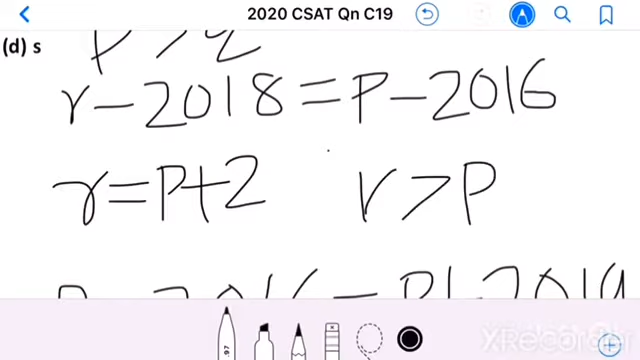 2020 CSAT Qn C19
(d) s
r - 2018 = P - 2016
r = P + 2 r > P
XRecorder